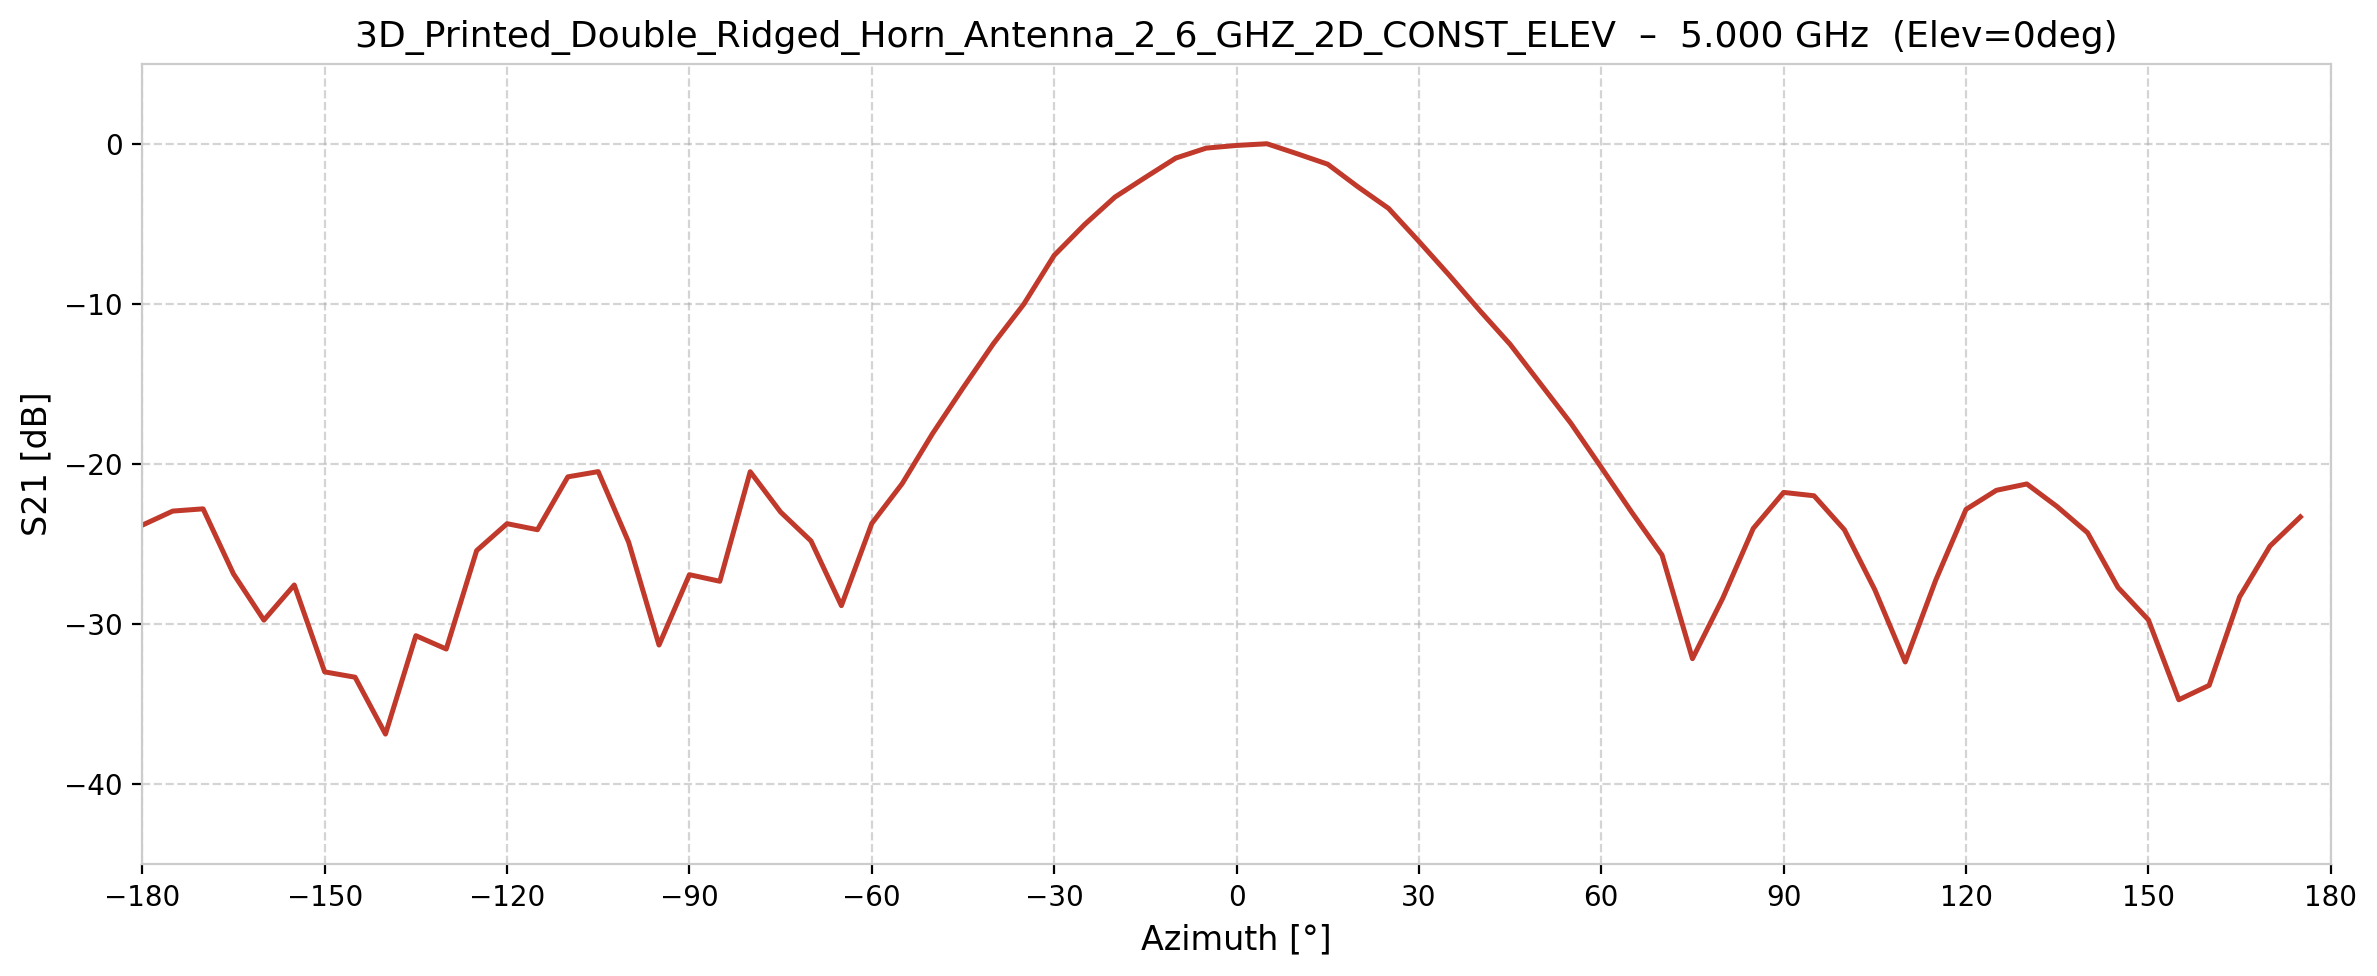 3D_Printed_Double_Ridged_Horn_Antenna_2_6_GHZ_2D_CONST_ELEV – 5.000 GHz (Elev=0deg)
S21 [dB]
0
−10
−20
−30
−40
−180 −150 −120 −90 −60 −30 0 30 60 90 120 150 180
Azimuth [°]